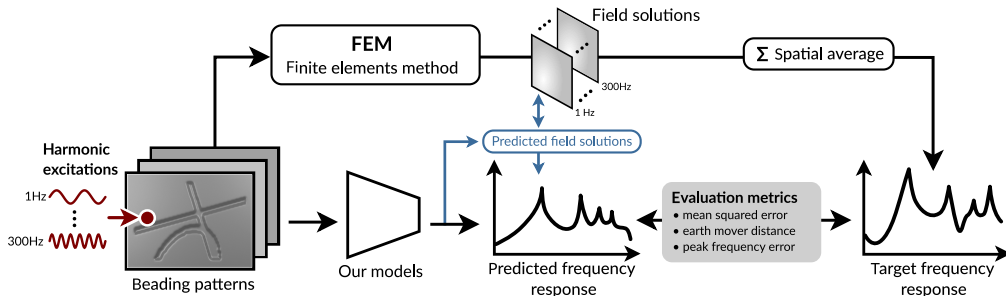 Field solutions
FEM
Finite elements method
Σ Spatial average
300Hz
1 Hz
Predicted field solutions
Harmonic
excitations
1Hz
300Hz
Beading patterns
Our models
Predicted frequency
response
Evaluation metrics
• mean squared error
• earth mover distance
• peak frequency error
Target frequency
response